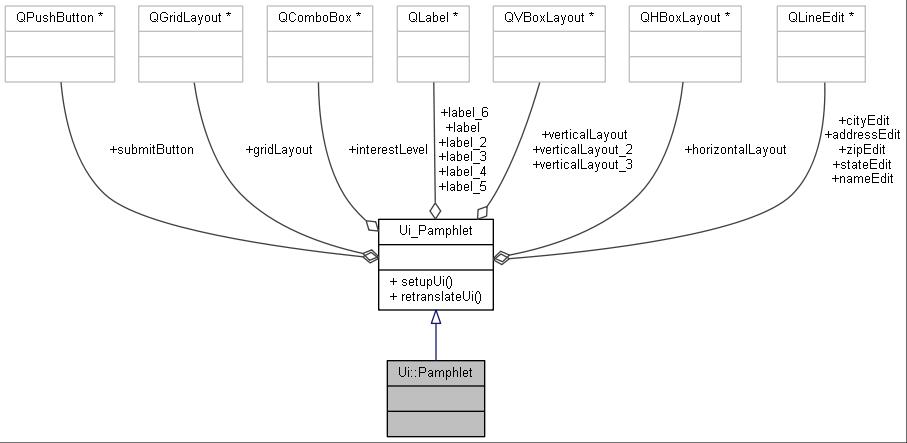 QPushButton *
QGridLayout *
QComboBox *
QLabel *
QVBoxLayout *
QHBoxLayout *
QLineEdit *
+submitButton
+gridLayout
+interestLevel
+label_6
+label
+label_2
+label_3
+label_4
+label_5
+verticalLayout
+verticalLayout_2
+verticalLayout_3
+horizontalLayout
+cityEdit
+addressEdit
+zipEdit
+stateEdit
+nameEdit
Ui_Pamphlet
+ setupUi()
+ retranslateUi()
Ui::Pamphlet